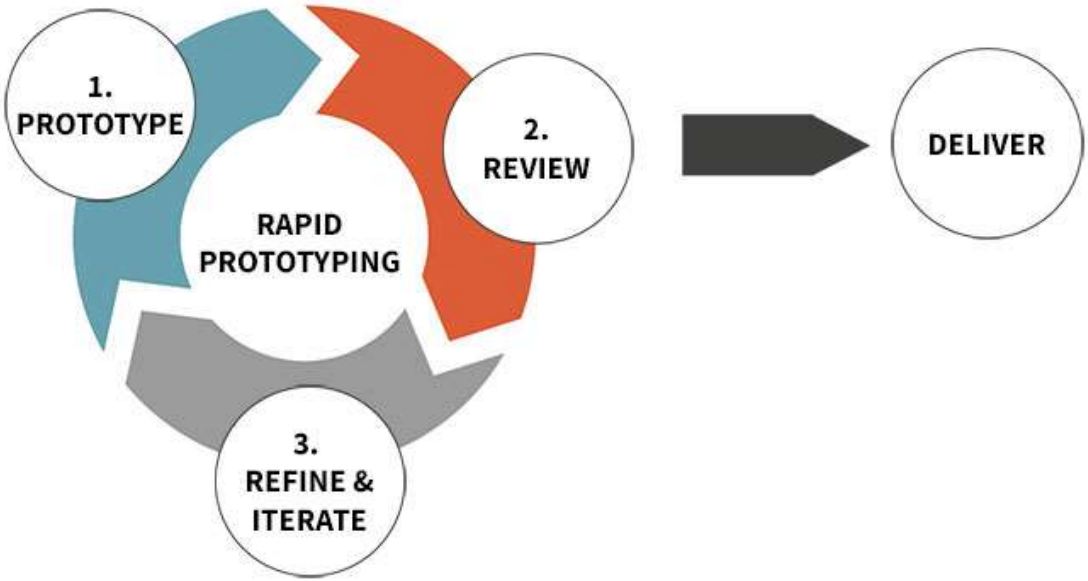 1.
PROTOTYPE
2.
REVIEW
DELIVER
RAPID
PROTOTYPING
3.
REFINE &
ITERATE